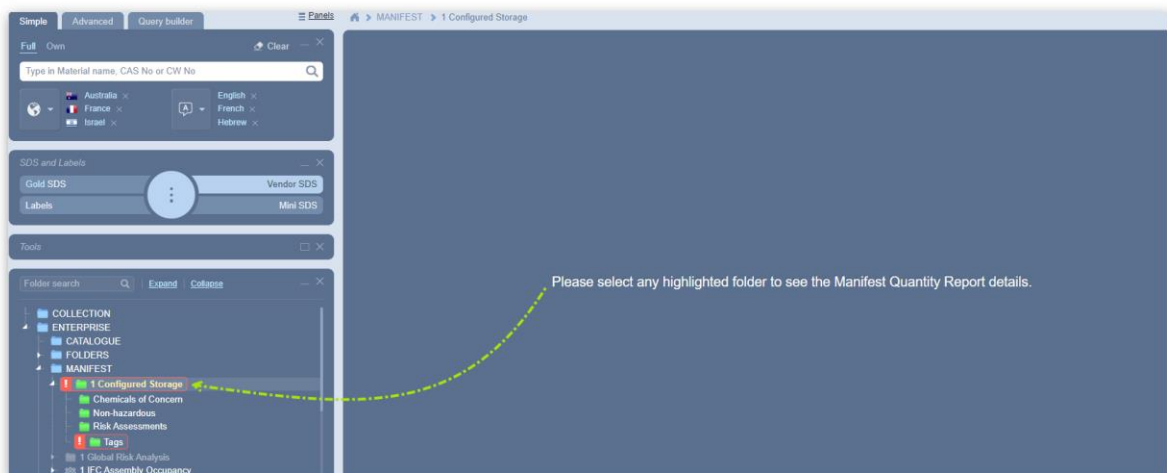 Simple
Advanced
Query builder
Panels
MANIFEST
1 Configured Storage
Full
Own
Clear
Type in Material name, CAS No or CW No
Australia
France
Israel
A
English
French
Hebrew
SDS and Labels
Gold SDS
Vendor SDS
Labels
Mini SDS
Tools
Folder search
Expand
Collapse
Please select any highlighted folder to see the Manifest Quantity Report details.
COLLECTION
ENTERPRISE
CATALOGUE
FOLDERS
MANIFEST
! 1 Configured Storage
Chemicals of Concern
Non-hazardous
Risk Assessments
! Tags
1 Global Risk Analysis
1 IFC Assembly Occupancy